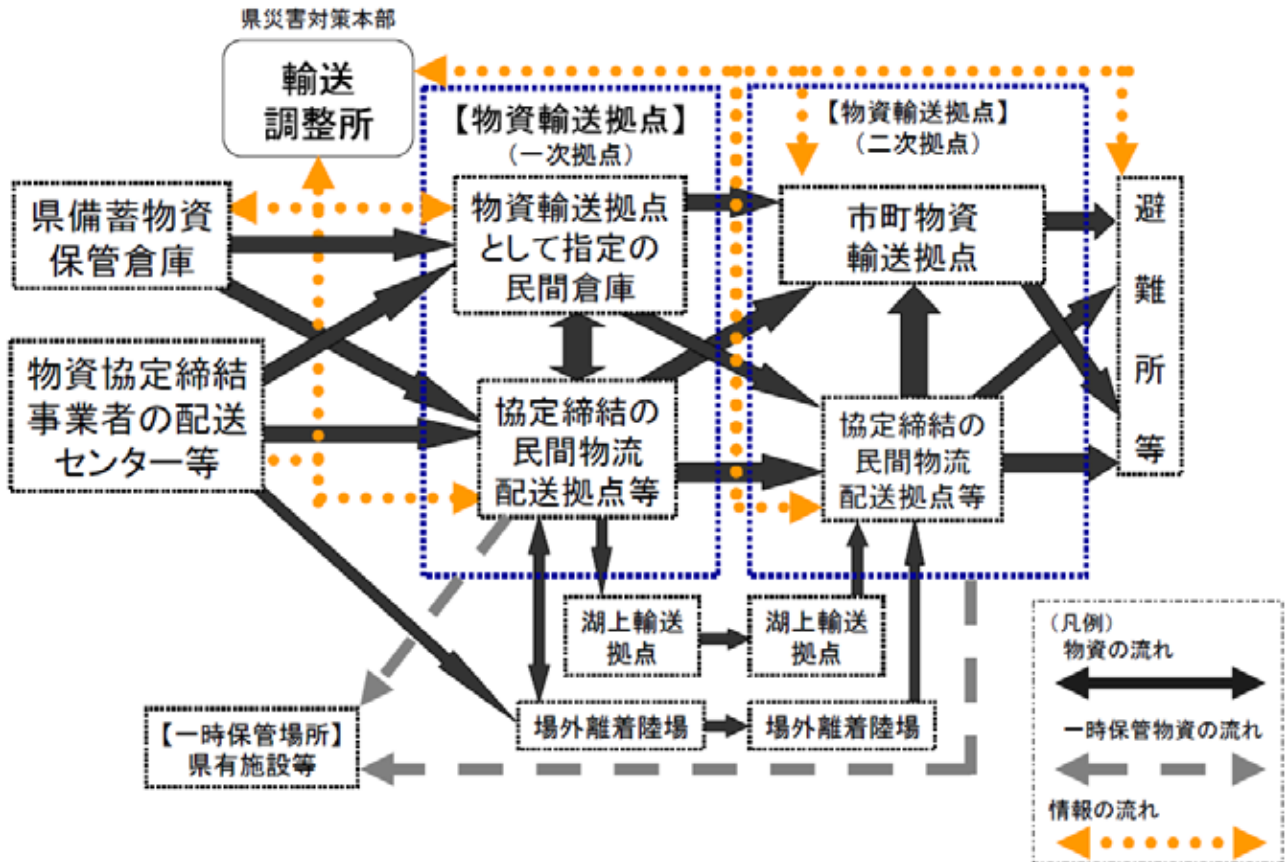 県災害対策本部
輸送
調整所
【物資輸送拠点】
（一次拠点）
【物資輸送拠点】
（二次拠点）
県備蓄物資
保管倉庫
物資輸送拠点
として指定の
民間倉庫
市町物資
輸送拠点
避
難
所
等
物資協定締結
事業者の配送
センター等
協定締結の
民間物流
配送拠点等
協定締結の
民間物流
配送拠点等
湖上輸送
拠点
湖上輸送
拠点
場外離着陸場
場外離着陸場
【一時保管場所】
県有施設等
（凡例）
物資の流れ
一時保管物資の流れ
情報の流れ